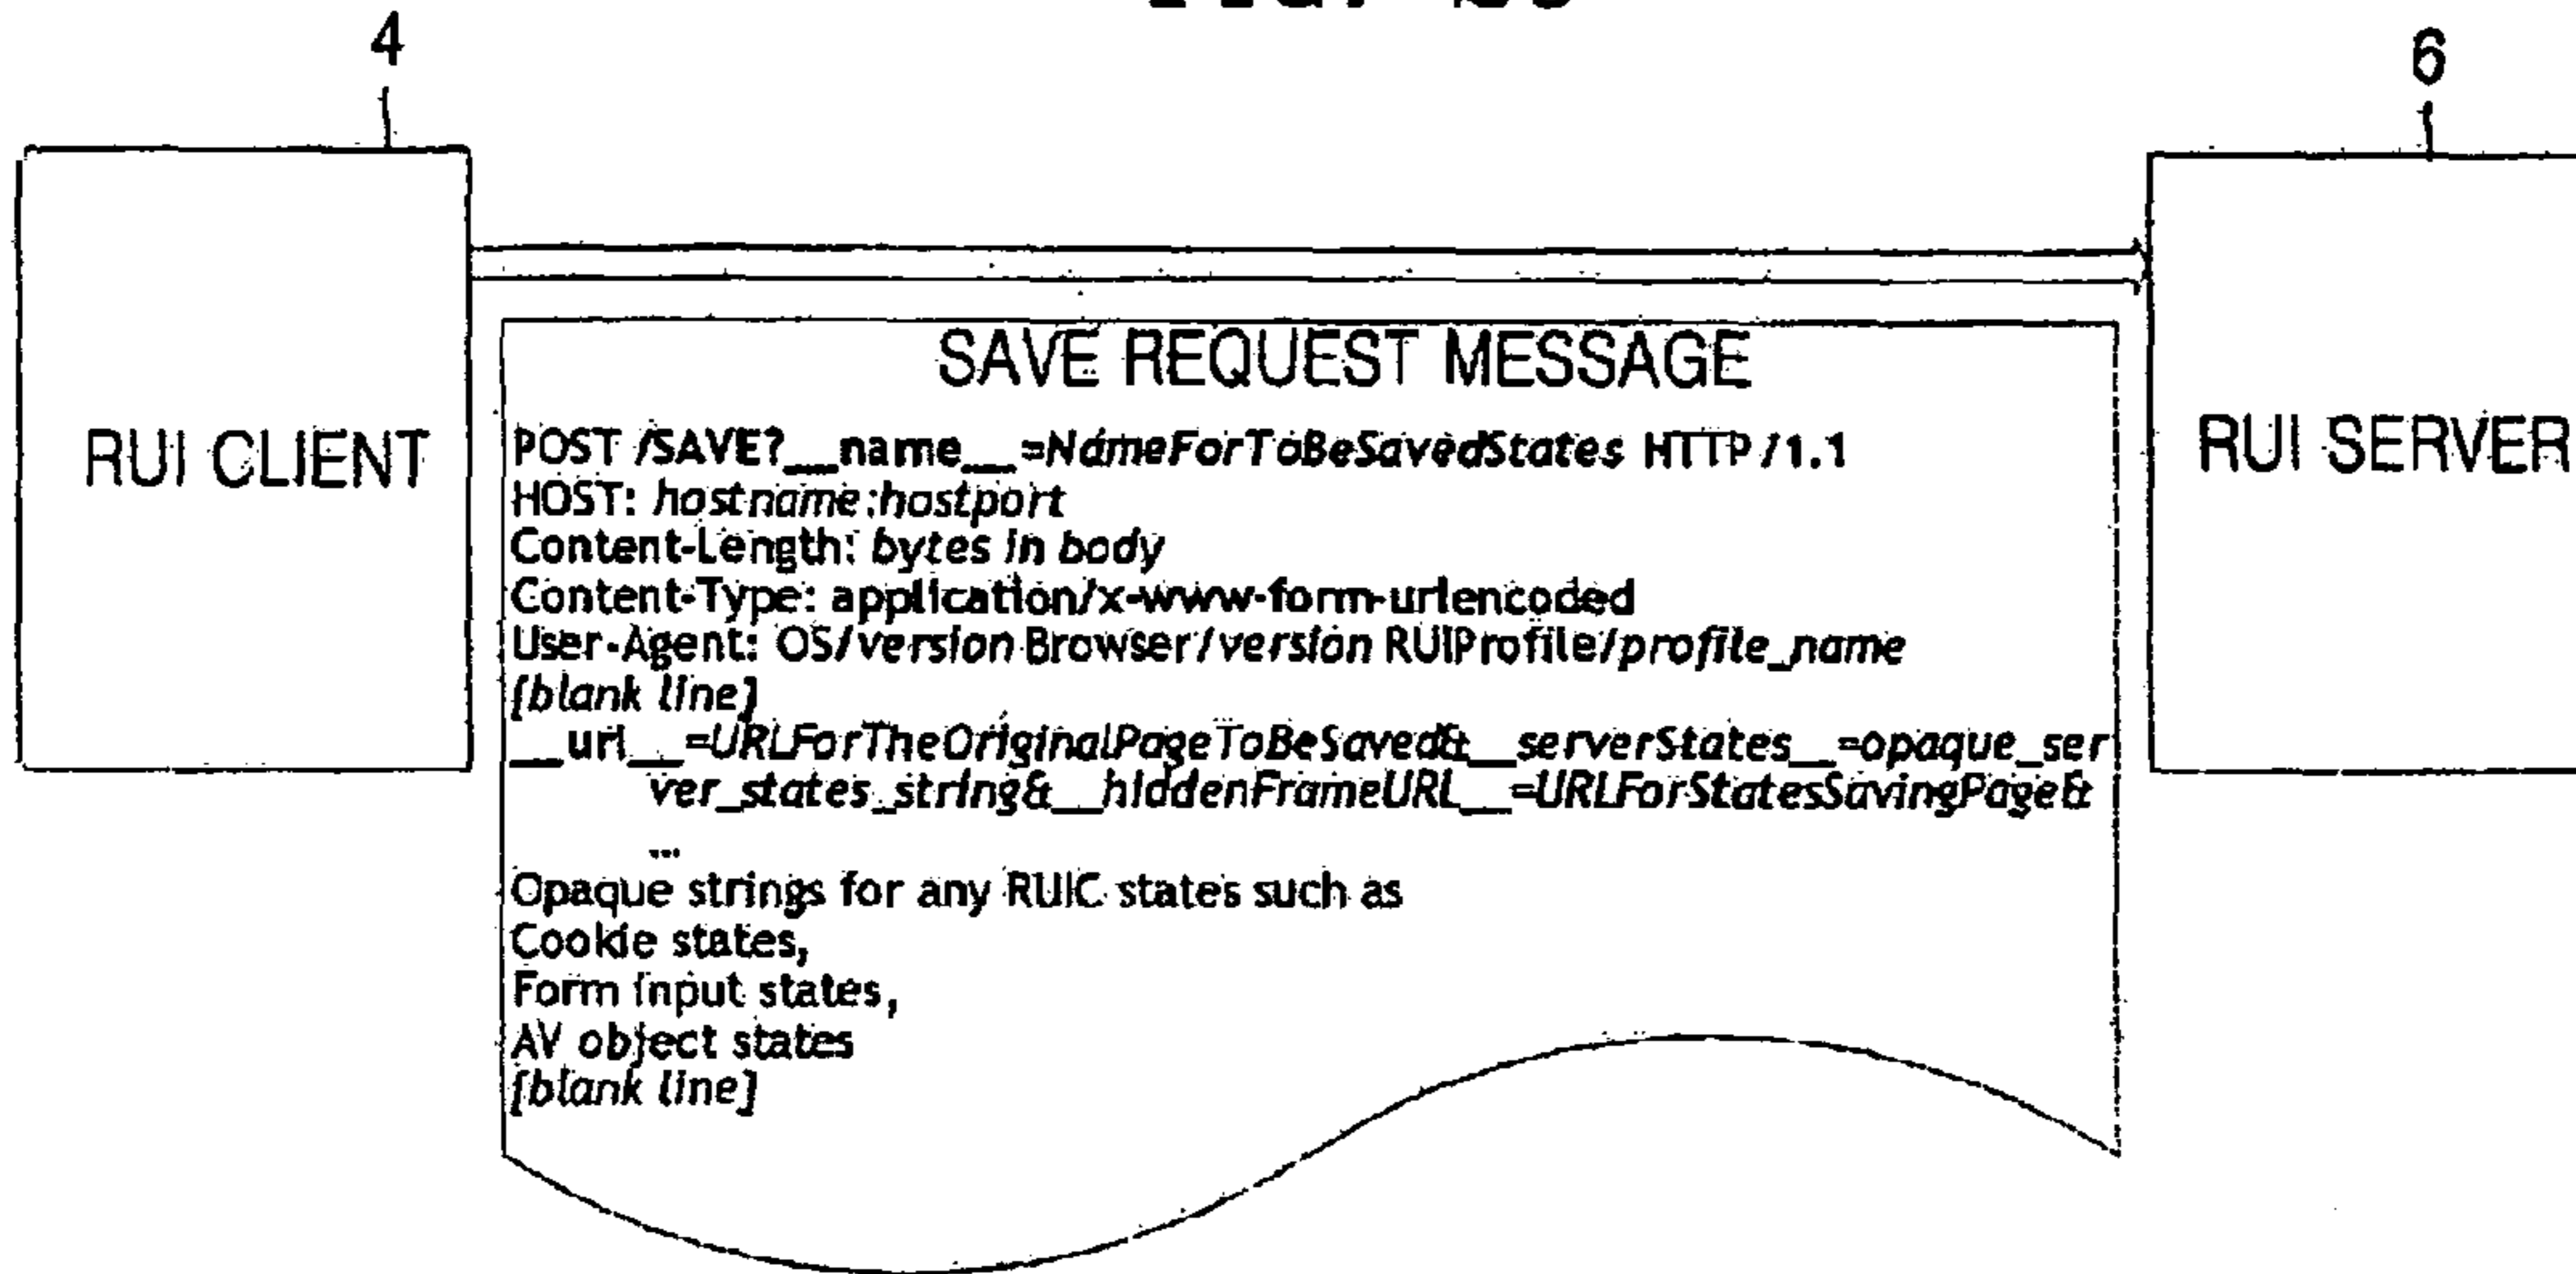 4
6
RUI CLIENT
RUI SERVER
SAVE REQUEST MESSAGE
POST /SAVE?__name__=NameForToBeSavedStates HTTP/1.1
HOST: hostname:hostport
Content-Length: bytes in body
Content-Type: application/x-www-form-urlencoded
User-Agent: OS/version Browser/version RUIProfile/profile_name
[blank line]
__url__=URLForTheOriginalPageToBeSaved&__serverStates__=opaque_ser
ver_states_string&__hiddenFrameURL__=URLForStatesSavingPage&
...
Opaque strings for any RUIC states such as
Cookie states,
Form input states,
AV object states
[blank line]